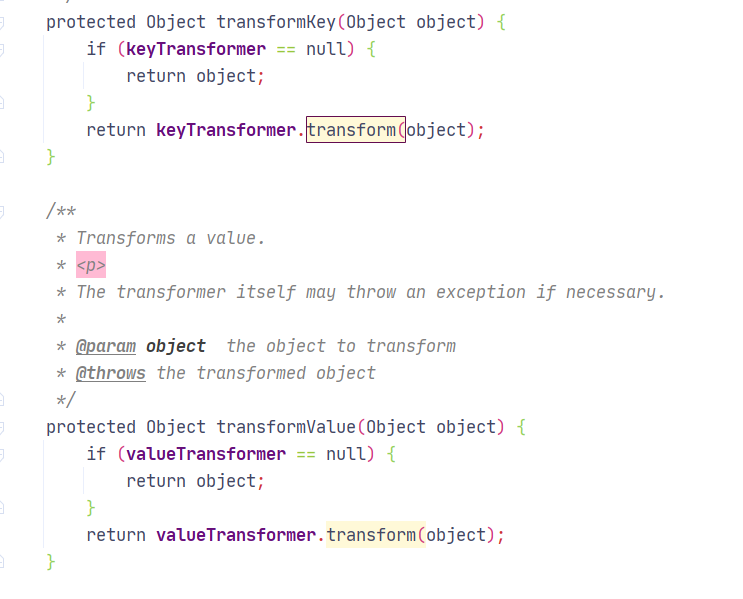 protected Object transformKey(Object object) {
if (keyTransformer == null) {
return object;
}
return keyTransformer.transform(object);
}
/**
* Transforms a value.
* <p>
* The transformer itself may throw an exception if necessary.
*
* @param object  the object to transform
* @throws the transformed object
*/
protected Object transformValue(Object object) {
if (valueTransformer == null) {
return object;
}
return valueTransformer.transform(object);
}